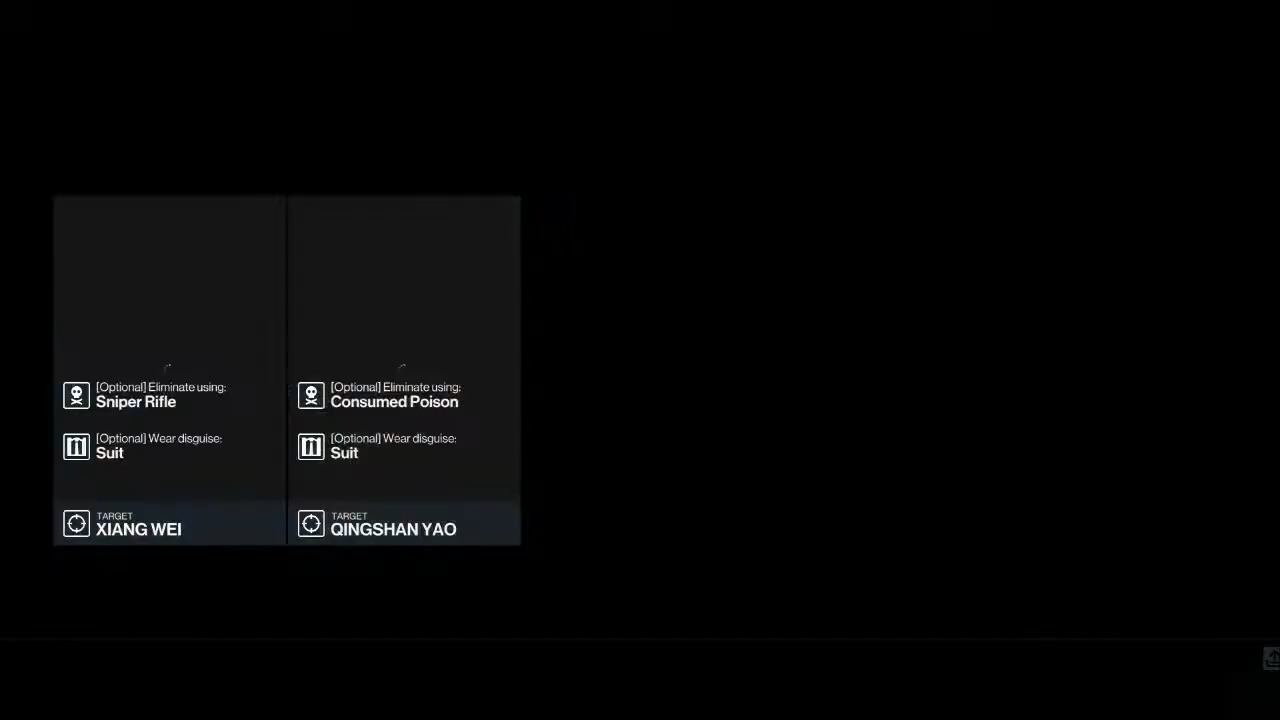 [Optional] Eliminate using:
Sniper Rifle
[Optional] Wear disguise:
Suit
TARGET
XIANG WEI
[Optional] Eliminate using:
Consumed Poison
[Optional] Wear disguise:
Suit
TARGET
QINGSHAN YAO